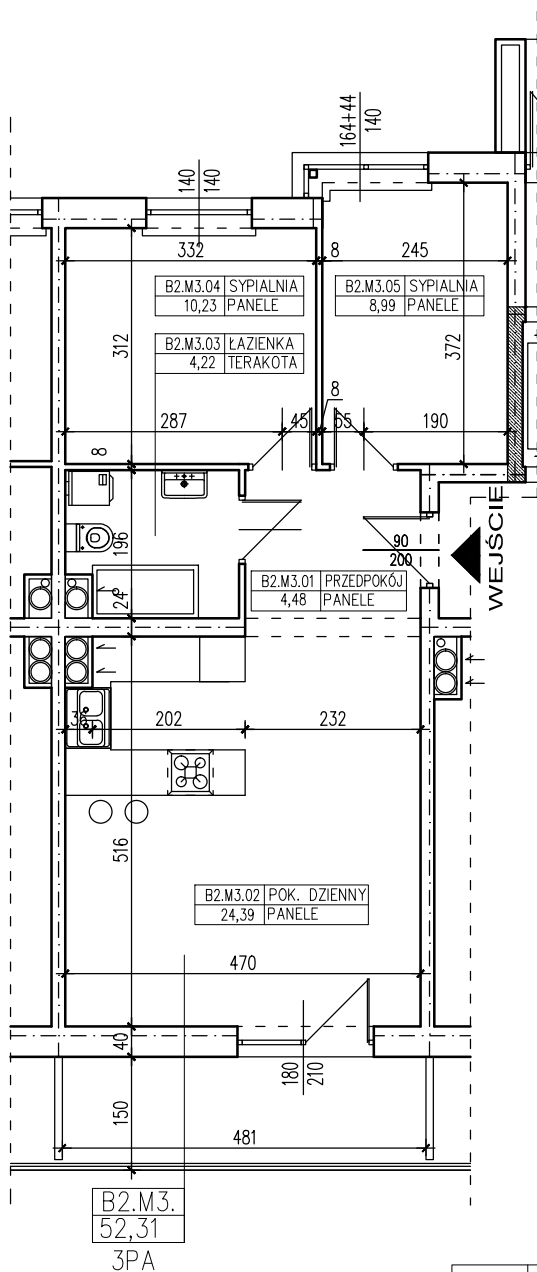 164+44
140
140
140
332
8
245
B2.M3.04 SYPIALNIA
10,23 PANELE
B2.M3.05 SYPIALNIA
8,99 PANELE
B2.M3.03 ŁAZIENKA
4,22 TERAKOTA
312
372
8
287
45
65
190
8
196
90
200
WEJŚCIE
B2.M3.01 PRZEDPOKÓJ
4,48 PANELE
24
202
232
516
B2.M3.02 POK. DZIENNY
24,39 PANELE
470
40
180
210
150
481
B2.M3.
52,31
3PA